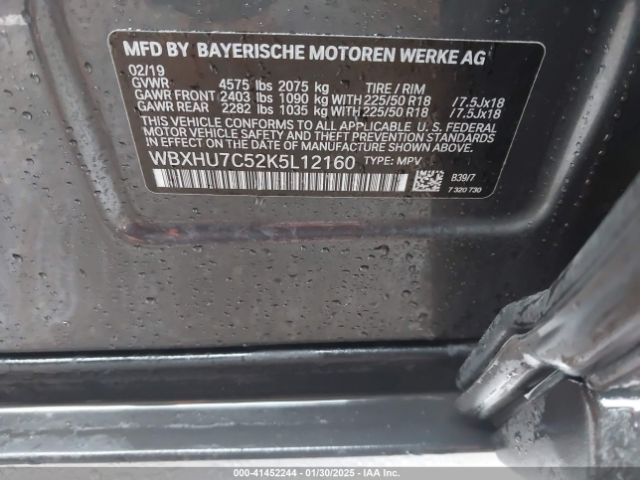 MFD BY BAYERISCHE MOTOREN WERKE AG
02/19
GVWR 4575 lbs 2075 kg TIRE / RIM
GAWR FRONT 2403 lbs 1090 kg WITH 225/50 R18 /7.5Jx18
GAWR REAR 2282 lbs 1035 kg WITH 225/50 R18 /7.5Jx18
THIS VEHICLE CONFORMS TO ALL APPLICABLE FEDERAL MOTOR VEHICLE SAFETY, BUMPER, AND THEFT PREVENTION STANDARDS IN EFFECT ON THE DATE OF MANUFACTURE SHOWN ABOVE.
WBXHU7C52K5L12160 TYPE: MPV
B39/7
7 320 730
000-41452244 - 01/30/2025 - IAA Inc.